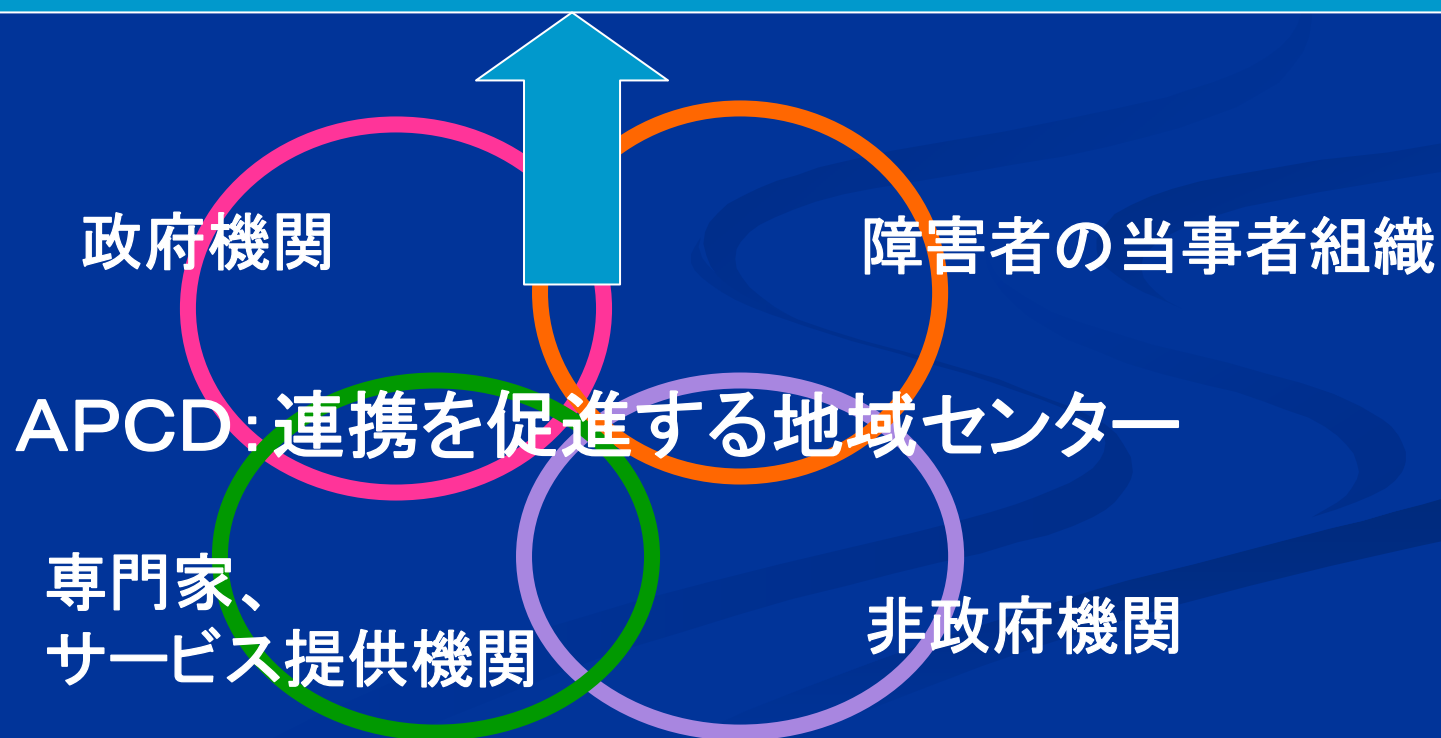 政府機関
障害者の当事者組織
APCD：連携を促進する地域センター
専門家、
サービス提供機関
非政府機関